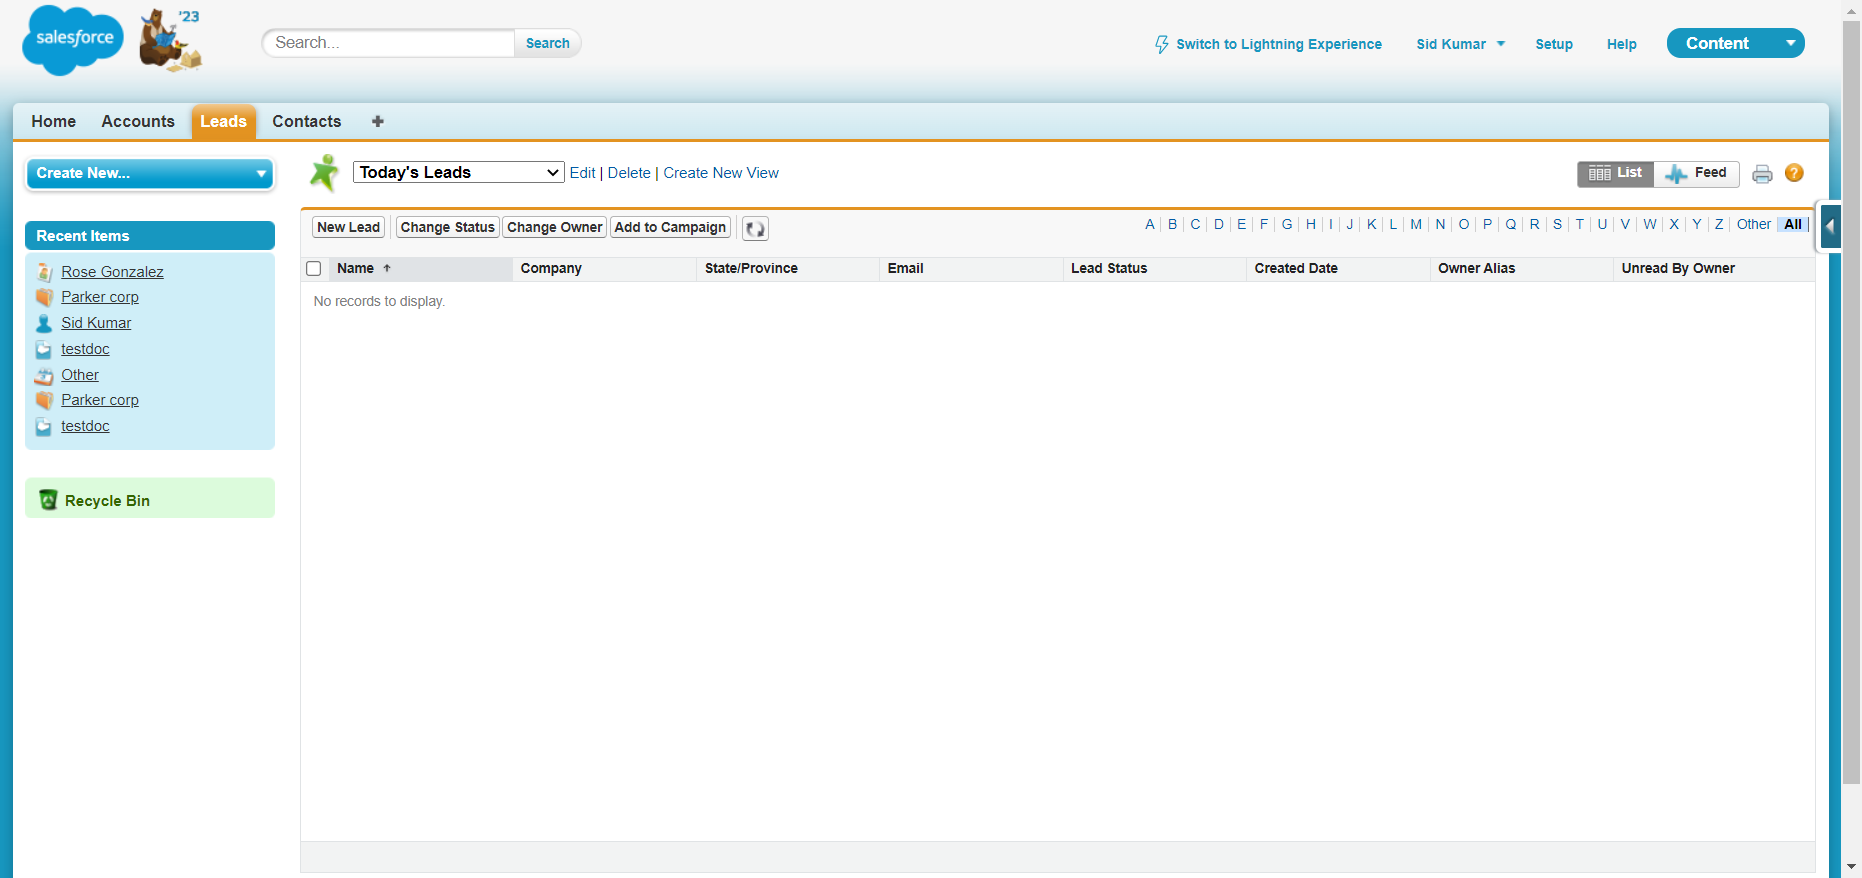 salesforce
'23
Search...
Search
Switch to Lightning Experience
Sid Kumar
Setup
Help
Content
Home
Accounts
Leads
Contacts
Create New...
Today's Leads
Edit | Delete | Create New View
List
Feed
?
Recent Items
Rose Gonzalez
Parker corp
Sid Kumar
testdoc
Other
Parker corp
testdoc
Recycle Bin
New Lead
Change Status
Change Owner
Add to Campaign
A | B | C | D | E | F | G | H | I | J | K | L | M | N | O | P | Q | R | S | T | U | V | W | X | Y | Z | Other | All
Name
Company
State/Province
Email
Lead Status
Created Date
Owner Alias
Unread By Owner
No records to display.